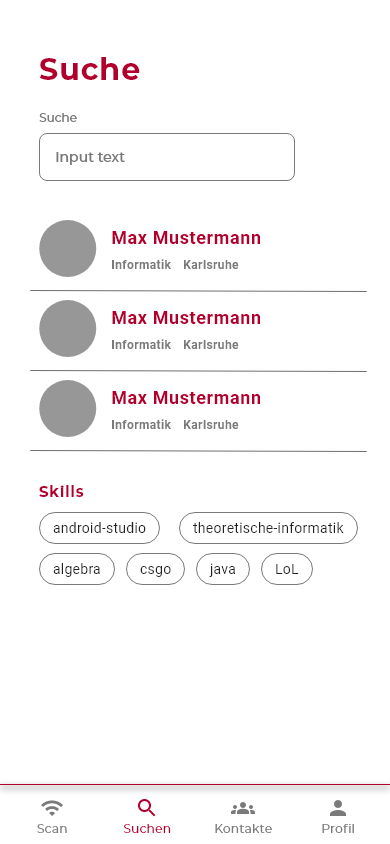 Suche
Suche
Input text
Max Mustermann
Informatik Karlsruhe
Max Mustermann
Informatik Karlsruhe
Max Mustermann
Informatik Karlsruhe
Skills
android-studio theoretische-informatik
algebra csgo java LoL
Scan Suchen Kontakte Profil